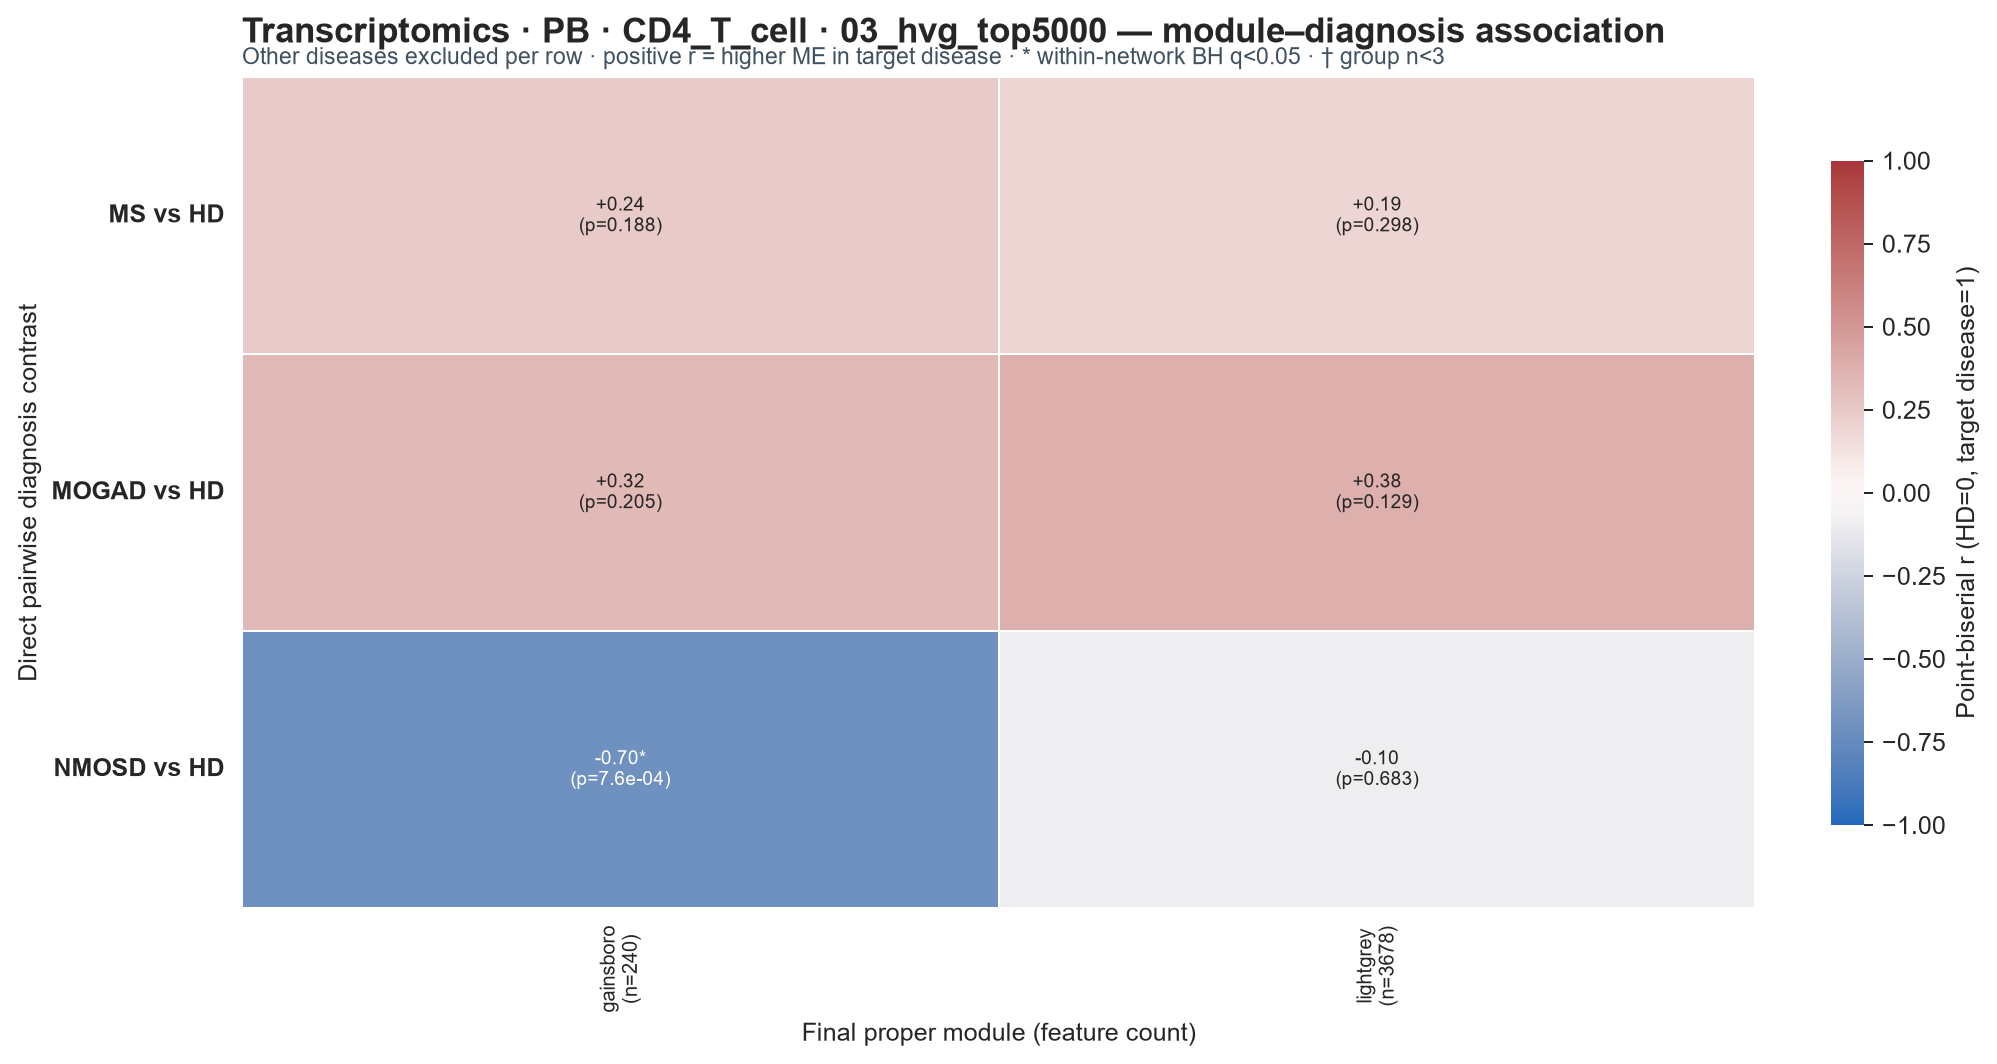 Transcriptomics · PB · CD4_T_cell · 03_hvg_top5000 — module–diagnosis association
Other diseases excluded per row · positive r = higher ME in target disease · * within-network BH q<0.05 · † group n<3
Direct pairwise diagnosis contrast
MS vs HD
+0.24
(p=0.188)
+0.19
(p=0.298)
MOGAD vs HD
+0.32
(p=0.205)
+0.38
(p=0.129)
NMOSD vs HD
-0.70*
(p=7.6e-04)
-0.10
(p=0.683)
gainsboro
(n=240)
lightgrey
(n=3678)
Final proper module (feature count)
1.00
0.75
0.50
0.25
0.00
−0.25
−0.50
−0.75
−1.00
Point-biserial r (HD=0, target disease=1)